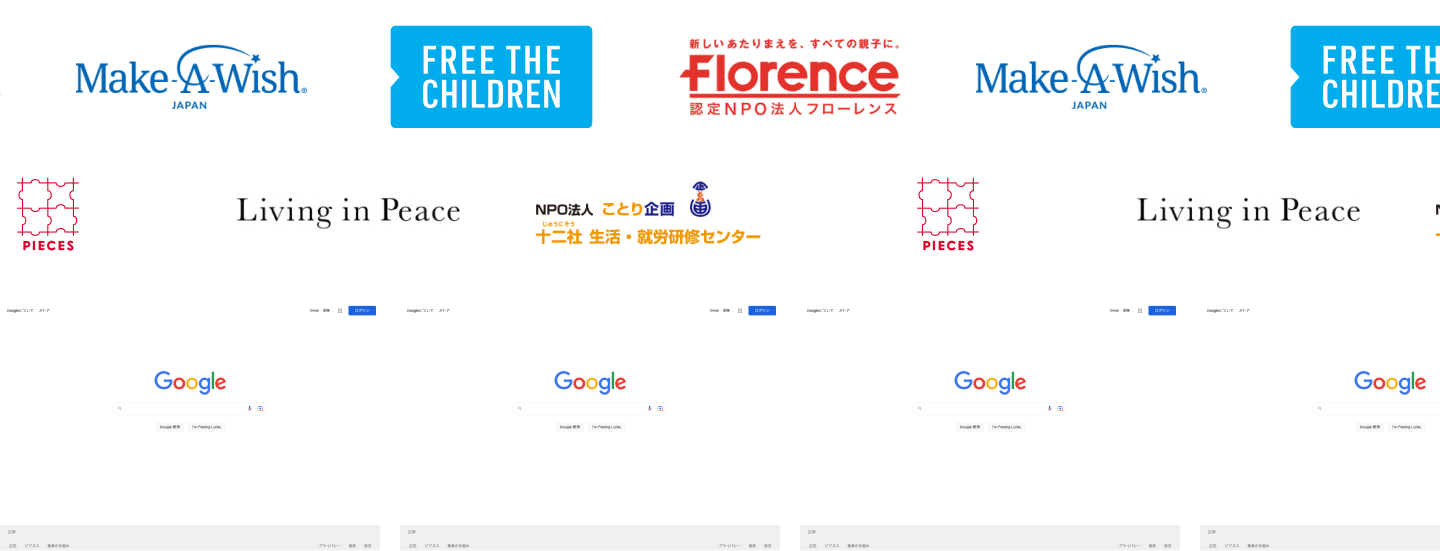 Make-A-Wish®
JAPAN
FREE THE
CHILDREN
新しいあたりまえを、すべての親子に。
Florence
認定NPO法人フローレンス
Make-A-Wish®
JAPAN
FREE TH
CHILDRE
PIECES
Living in Peace
NPO法人 ことり企画
じゅうにそう
十二社 生活・就労研修センター
PIECES
Living in Peace
Googleについて ストア Gmail 画像 ログイン
Googleについて ストア Gmail 画像 ログイン
Googleについて ストア Gmail 画像 ログイン
Googleについて ストア
Google
Google
Google
Google
Google 検索 I'm Feeling Lucky
Google 検索 I'm Feeling Lucky
Google 検索 I'm Feeling Lucky
Google 検索 I'm Feeling Lucky
日本
日本
日本
日本
広告 ビジネス 検索の仕組み プライバシー 規約 設定
広告 ビジネス 検索の仕組み プライバシー 規約 設定
広告 ビジネス 検索の仕組み プライバシー 規約 設定
広告 ビジネス 検索の仕組み